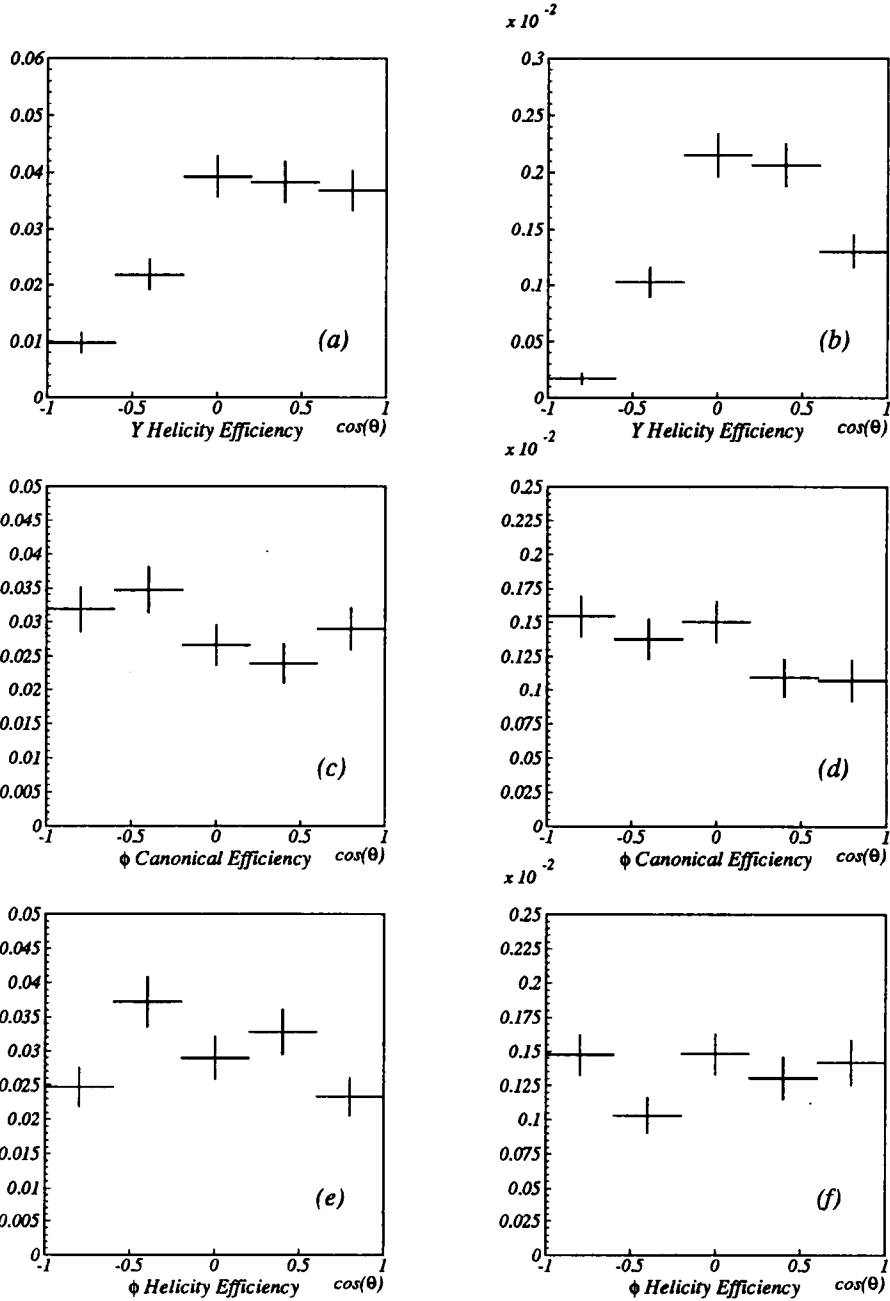 x 10 -2
0.06
0.05
0.04
0.03
0.02
0.01
0
-1 -0.5 0 0.5 1
Y Helicity Efficiency cos(θ)
(a)
0.3
0.25
0.2
0.15
0.1
0.05
0
-1 -0.5 0 0.5 1
Y Helicity Efficiency cos(θ)
(b)
x 10 -2
0.05
0.045
0.04
0.035
0.03
0.025
0.02
0.015
0.01
0.005
0
-1 -0.5 0 0.5 1
ϕ Canonical Efficiency cos(θ)
(c)
0.25
0.225
0.2
0.175
0.15
0.125
0.1
0.075
0.05
0.025
0
-1 -0.5 0 0.5 1
ϕ Canonical Efficiency cos(θ)
(d)
x 10 -2
0.05
0.045
0.04
0.035
0.03
0.025
0.02
0.015
0.01
0.005
0
-1 -0.5 0 0.5 1
ϕ Helicity Efficiency cos(θ)
(e)
0.25
0.225
0.2
0.175
0.15
0.125
0.1
0.075
0.05
0.025
0
-1 -0.5 0 0.5 1
ϕ Helicity Efficiency cos(θ)
(f)